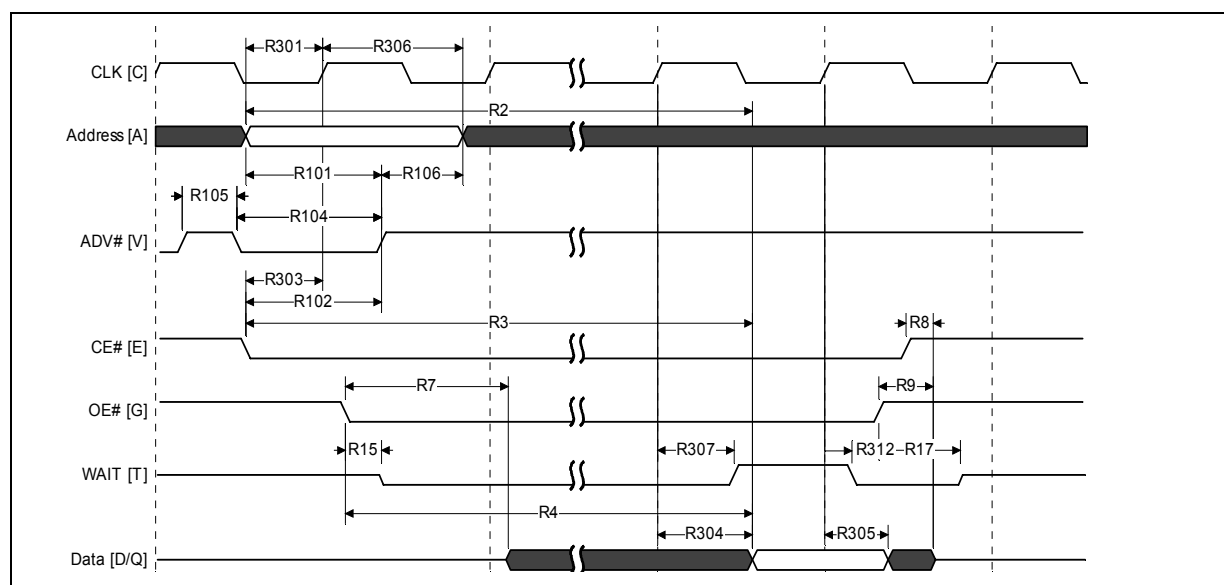 R301 R306
CLK [C]
R2
Address [A]
R101 R106
R105
R104
ADV# [V]
R303
R102
R3 R8
CE# [E]
R7 R9
OE# [G]
R15 R307 R312 R17
WAIT [T]
R4
R304 R305
Data [D/Q]